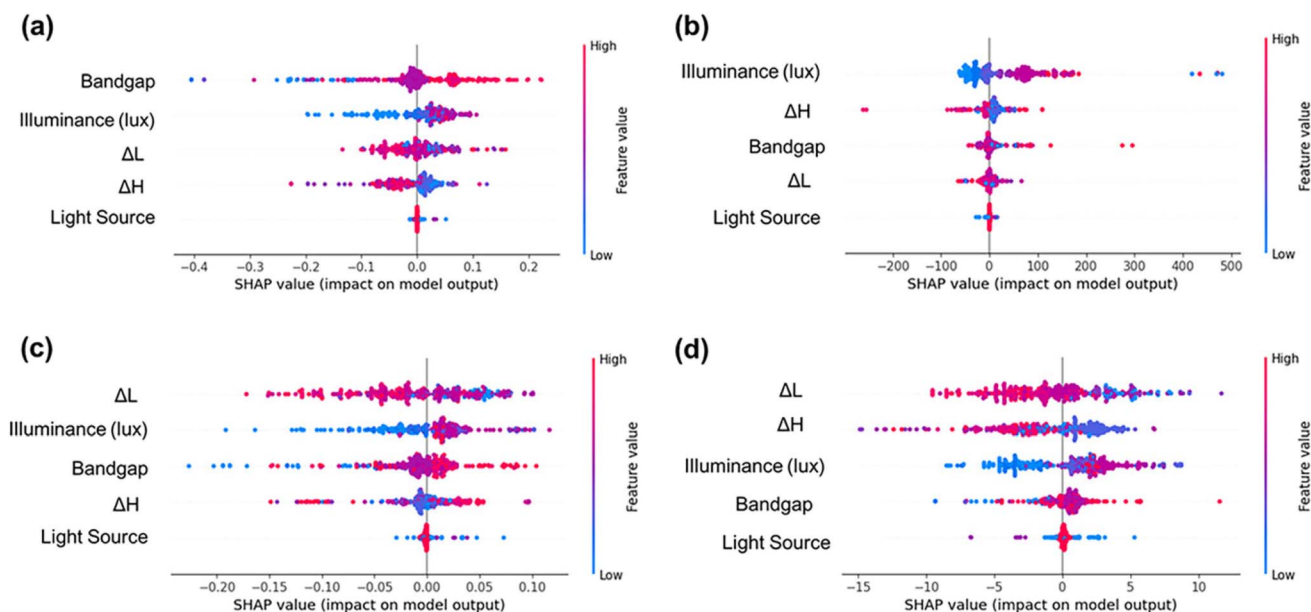 (a)
High
Bandgap
Illuminance (lux)
ΔL
ΔH
Light Source
Feature value
Low
−0.4 −0.3 −0.2 −0.1 0.0 0.1 0.2
SHAP value (impact on model output)
(b)
High
Illuminance (lux)
ΔH
Bandgap
ΔL
Light Source
Feature value
Low
−200 −100 0 100 200 300 400 500
SHAP value (impact on model output)
(c)
High
ΔL
Illuminance (lux)
Bandgap
ΔH
Light Source
Feature value
Low
−0.20 −0.15 −0.10 −0.05 0.00 0.05 0.10
SHAP value (impact on model output)
(d)
High
ΔL
ΔH
Illuminance (lux)
Bandgap
Light Source
Feature value
Low
−15 −10 −5 0 5 10
SHAP value (impact on model output)